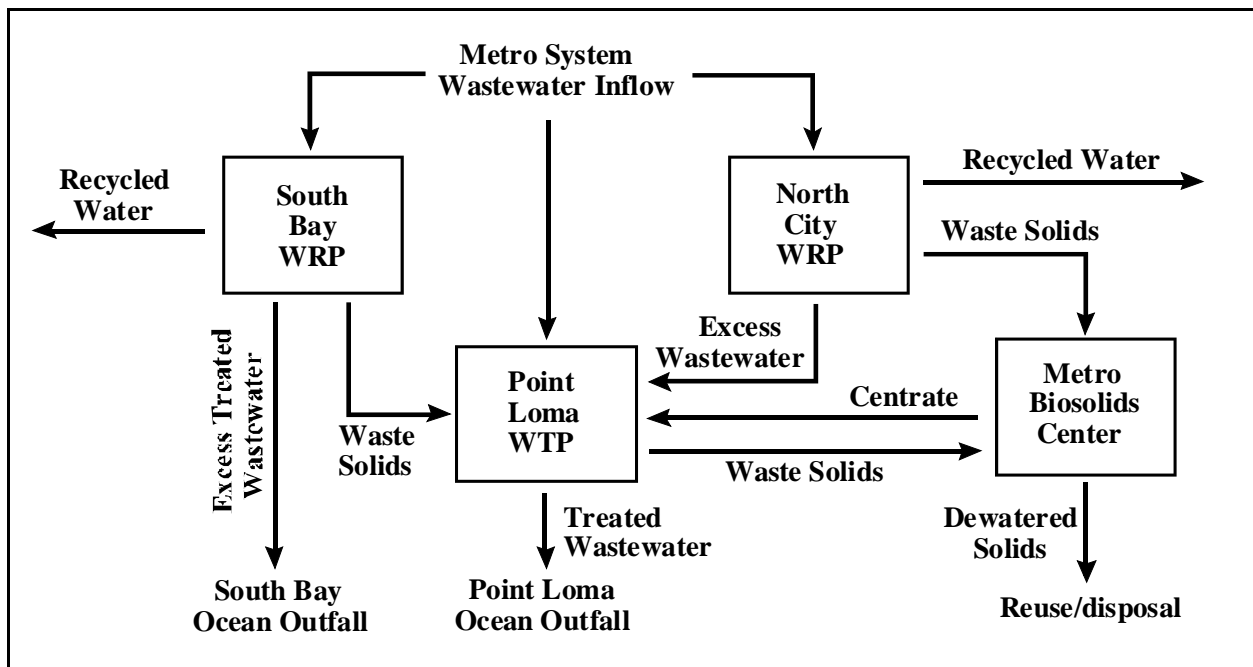 Metro System
Wastewater Inflow
Recycled
Water
South
Bay
WRP
North
City
WRP
Recycled Water
Waste Solids
Excess
Wastewater
Excess Treated
Wastewater
Point
Loma
WTP
Metro
Biosolids
Center
Centrate
Waste
Solids
Waste Solids
Treated
Wastewater
Dewatered
Solids
South Bay
Ocean Outfall
Point Loma
Ocean Outfall
Reuse/disposal